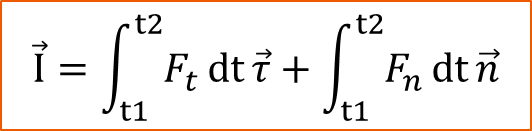 I⃗ = ∫_{t1}^{t2} F_t dt τ⃗ + ∫_{t1}^{t2} F_n dt n⃗